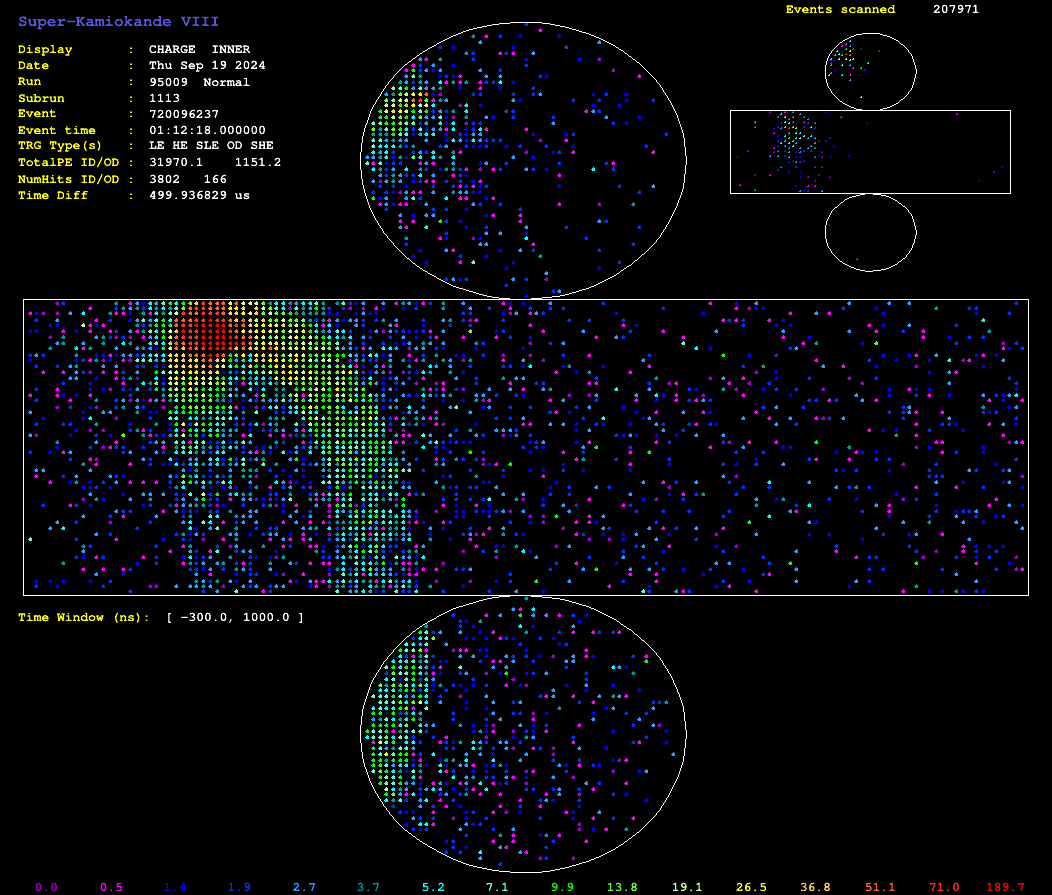 Super-Kamiokande VIII
Events scanned 207971
Display : CHARGE INNER
Date : Thu Sep 19 2024
Run : 95009 Normal
Subrun : 1113
Event : 720096237
Event time : 01:12:18.000000
TRG Type(s) : LE HE SLE OD SHE
TotalPE ID/OD : 31970.1 1151.2
NumHits ID/OD : 3802 166
Time Diff : 499.936829 us
Time Window (ns): [ -300.0, 1000.0 ]
0.0 0.5 1.4 1.9 2.7 3.7 5.2 7.1 9.9 13.8 19.1 26.5 36.8 51.1 71.0 189.7